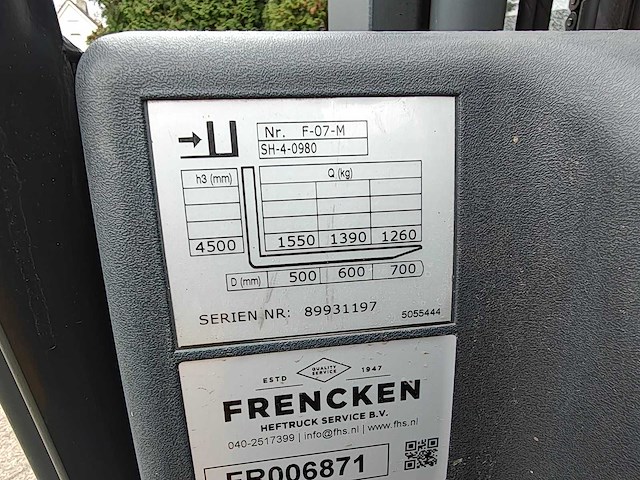 Nr. F-07-M
SH-4-0980
h3 (mm) Q (kg)
4500 1550 1390 1260
D (mm) 500 600 700
SERIEN NR: 89931197 5055444
QUALITY SERVICE
ESTD 1947
FRENCKEN
HEFTRUCK SERVICE B.V.
040-2517399 | info@fhs.nl | www.fhs.nl
FR006871